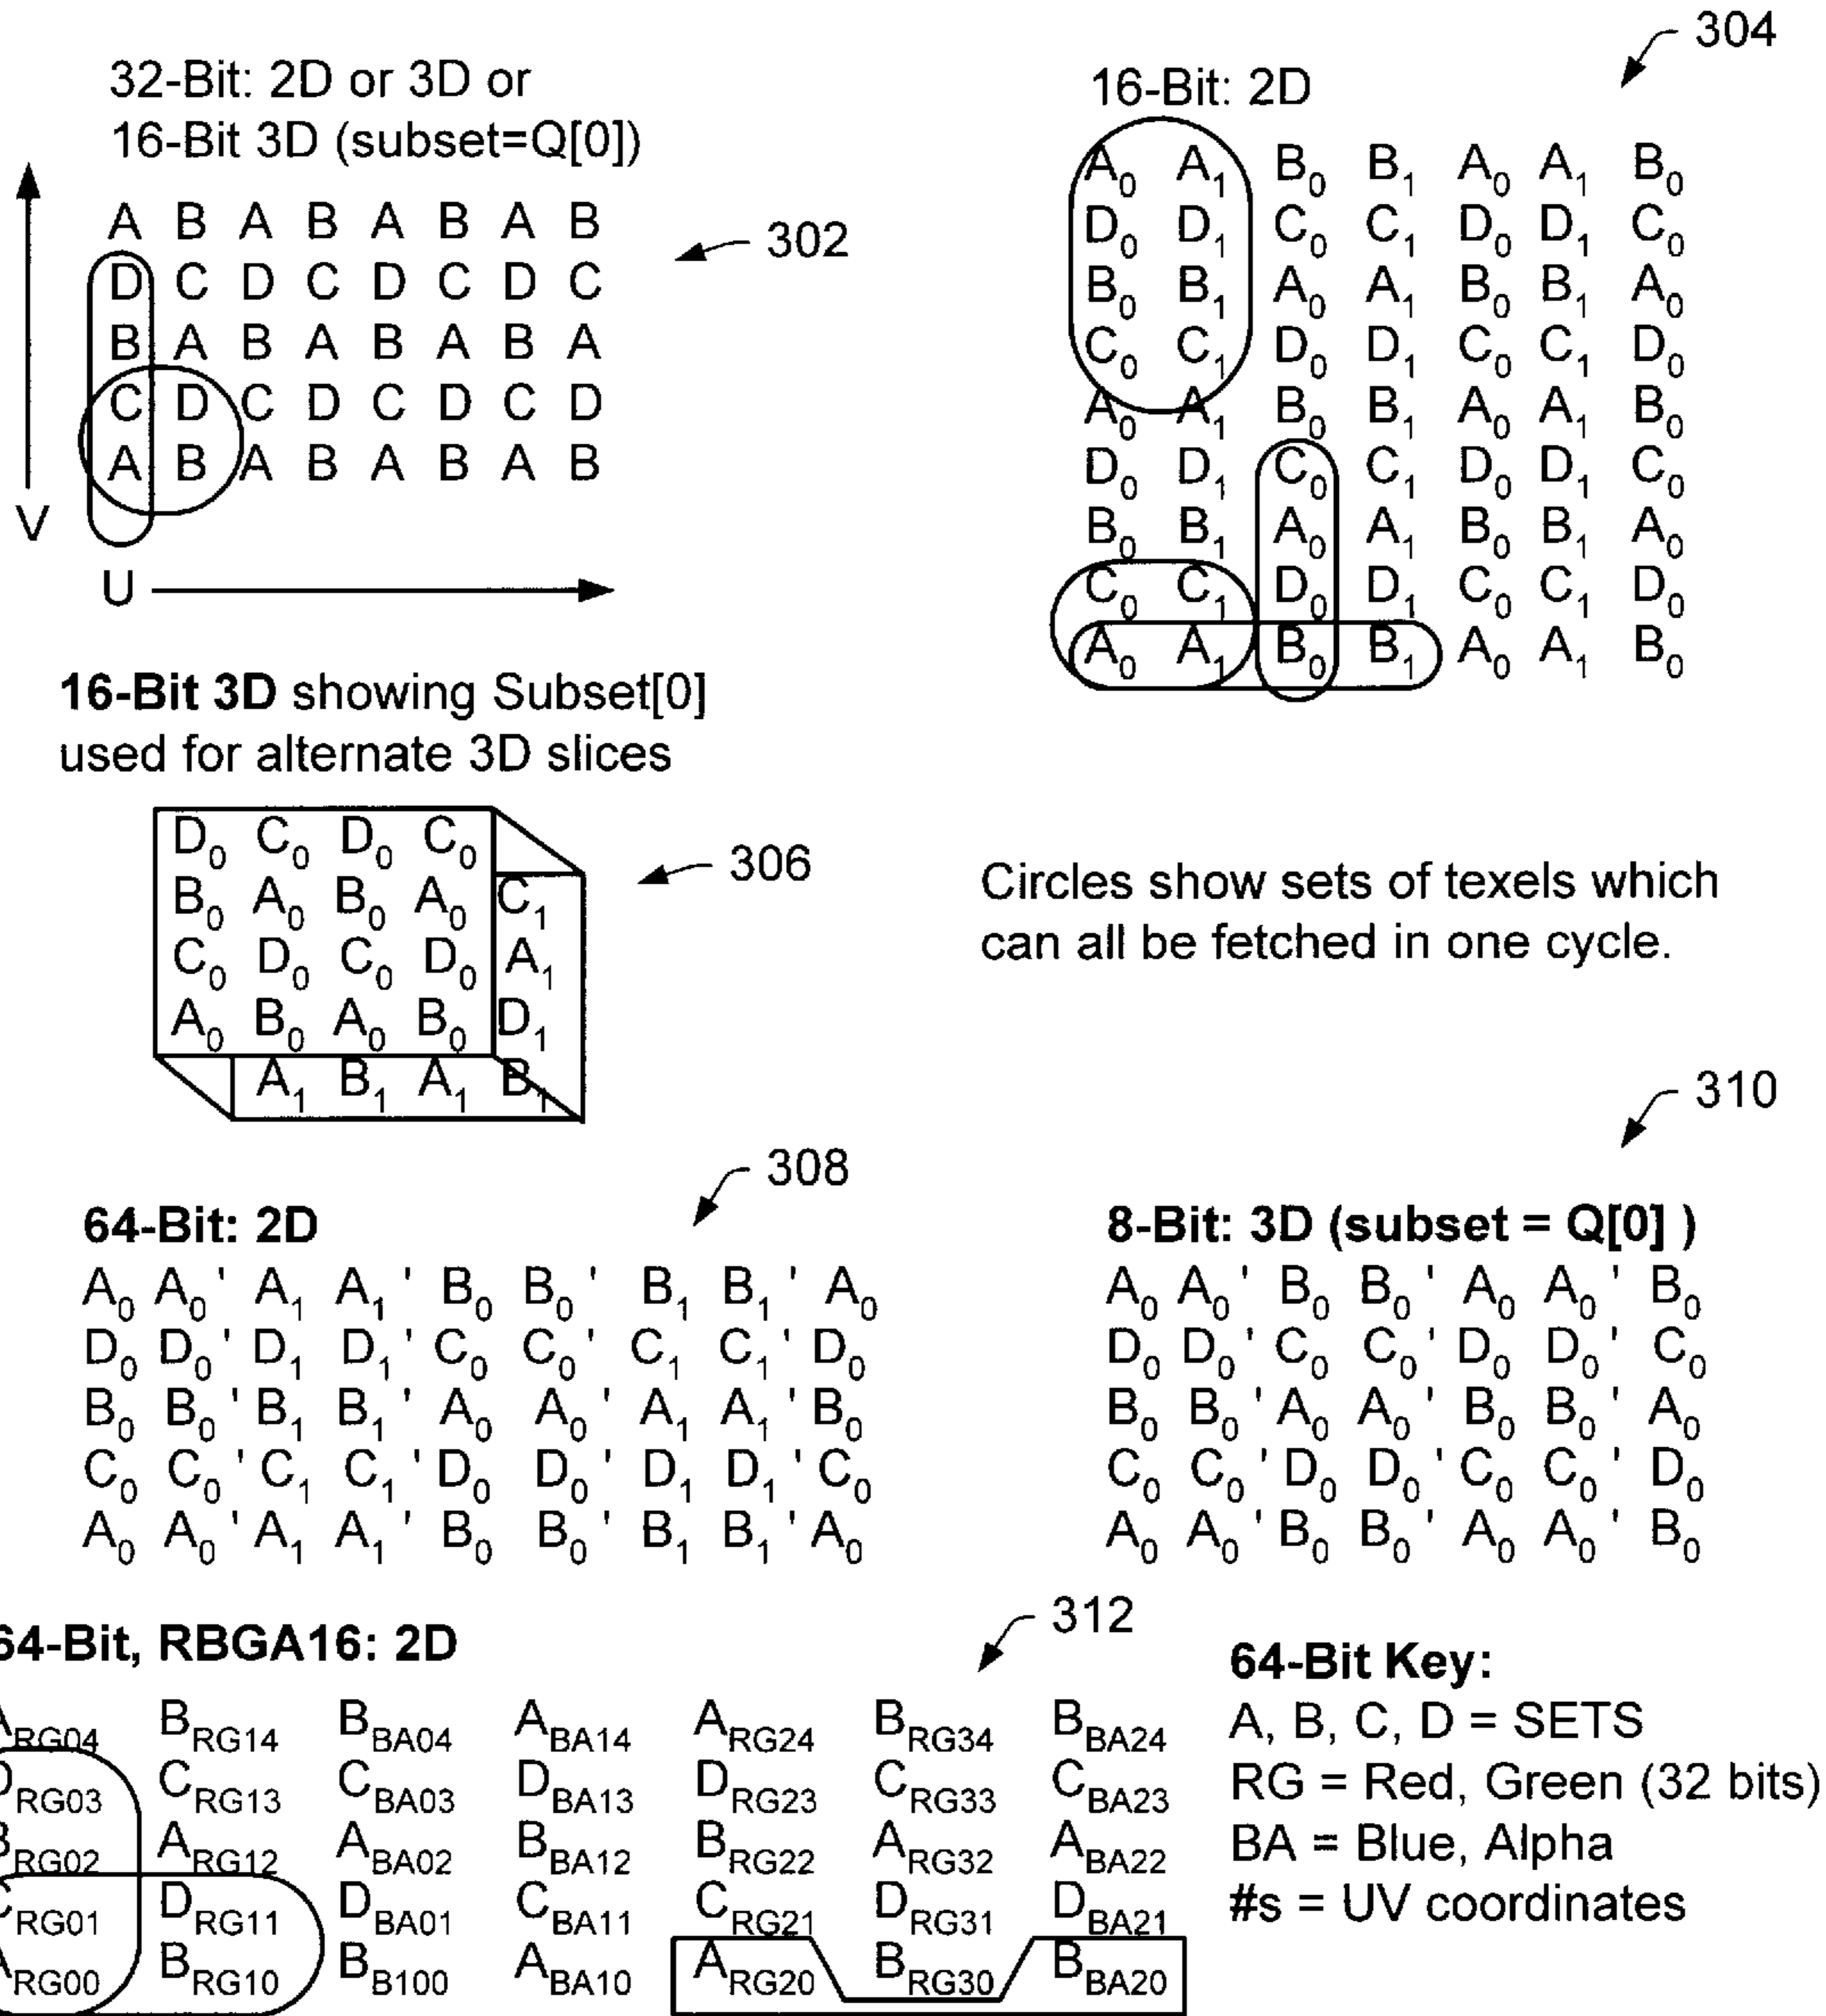 32-Bit: 2D or 3D or
16-Bit 3D (subset=Q[0])
A B A B A B A B
D C D C D C D C
B A B A B A B A
C D C D C D C D
A B A B A B A B
V
U
302
304
16-Bit: 2D
A0 A1 B0 B1 A0 A1 B0
D0 D1 C0 C1 D0 D1 C0
B0 B1 A0 A1 B0 B1 A0
C0 C1 D0 D1 C0 C1 D0
A0 A1 B0 B1 A0 A1 B0
D0 D1 C0 C1 D0 D1 C0
B0 B1 A0 A1 B0 B1 A0
C0 C1 D0 D1 C0 C1 D0
A0 A1 B0 B1 A0 A1 B0
16-Bit 3D showing Subset[0]
used for alternate 3D slices
D0 C0 D0 C0
B0 A0 B0 A0 C1
C0 D0 C0 D0 A1
A0 B0 A0 B0 D1
A1 B1 A1 B1
306
Circles show sets of texels which
can all be fetched in one cycle.
308
64-Bit: 2D
A0 A0' A1 A1' B0 B0' B1 B1' A0
D0 D0' D1 D1' C0 C0' C1 C1' D0
B0 B0' B1 B1' A0 A0' A1 A1' B0
C0 C0' C1 C1' D0 D0' D1 D1' C0
A0 A0' A1 A1' B0 B0' B1 B1' A0
310
8-Bit: 3D (subset = Q[0] )
A0 A0' B0 B0' A0 A0' B0
D0 D0' C0 C0' D0 D0' C0
B0 B0' A0 A0' B0 B0' A0
C0 C0' D0 D0' C0 C0' D0
A0 A0' B0 B0' A0 A0' B0
312
64-Bit, RBGA16: 2D
ARG04 BRG14 BBA04 ABA14 ARG24 BRG34 BBA24
DRG03 CRG13 CBA03 DBA13 DRG23 CRG33 CBA23
BRG02 ARG12 ABA02 BBA12 BRG22 ARG32 ABA22
CRG01 DRG11 DBA01 CBA11 CRG21 DRG31 DBA21
ARG00 BRG10 BB100 ABA10 ARG20 BRG30 BBA20
64-Bit Key:
A, B, C, D = SETS
RG = Red, Green (32 bits)
BA = Blue, Alpha
#s = UV coordinates